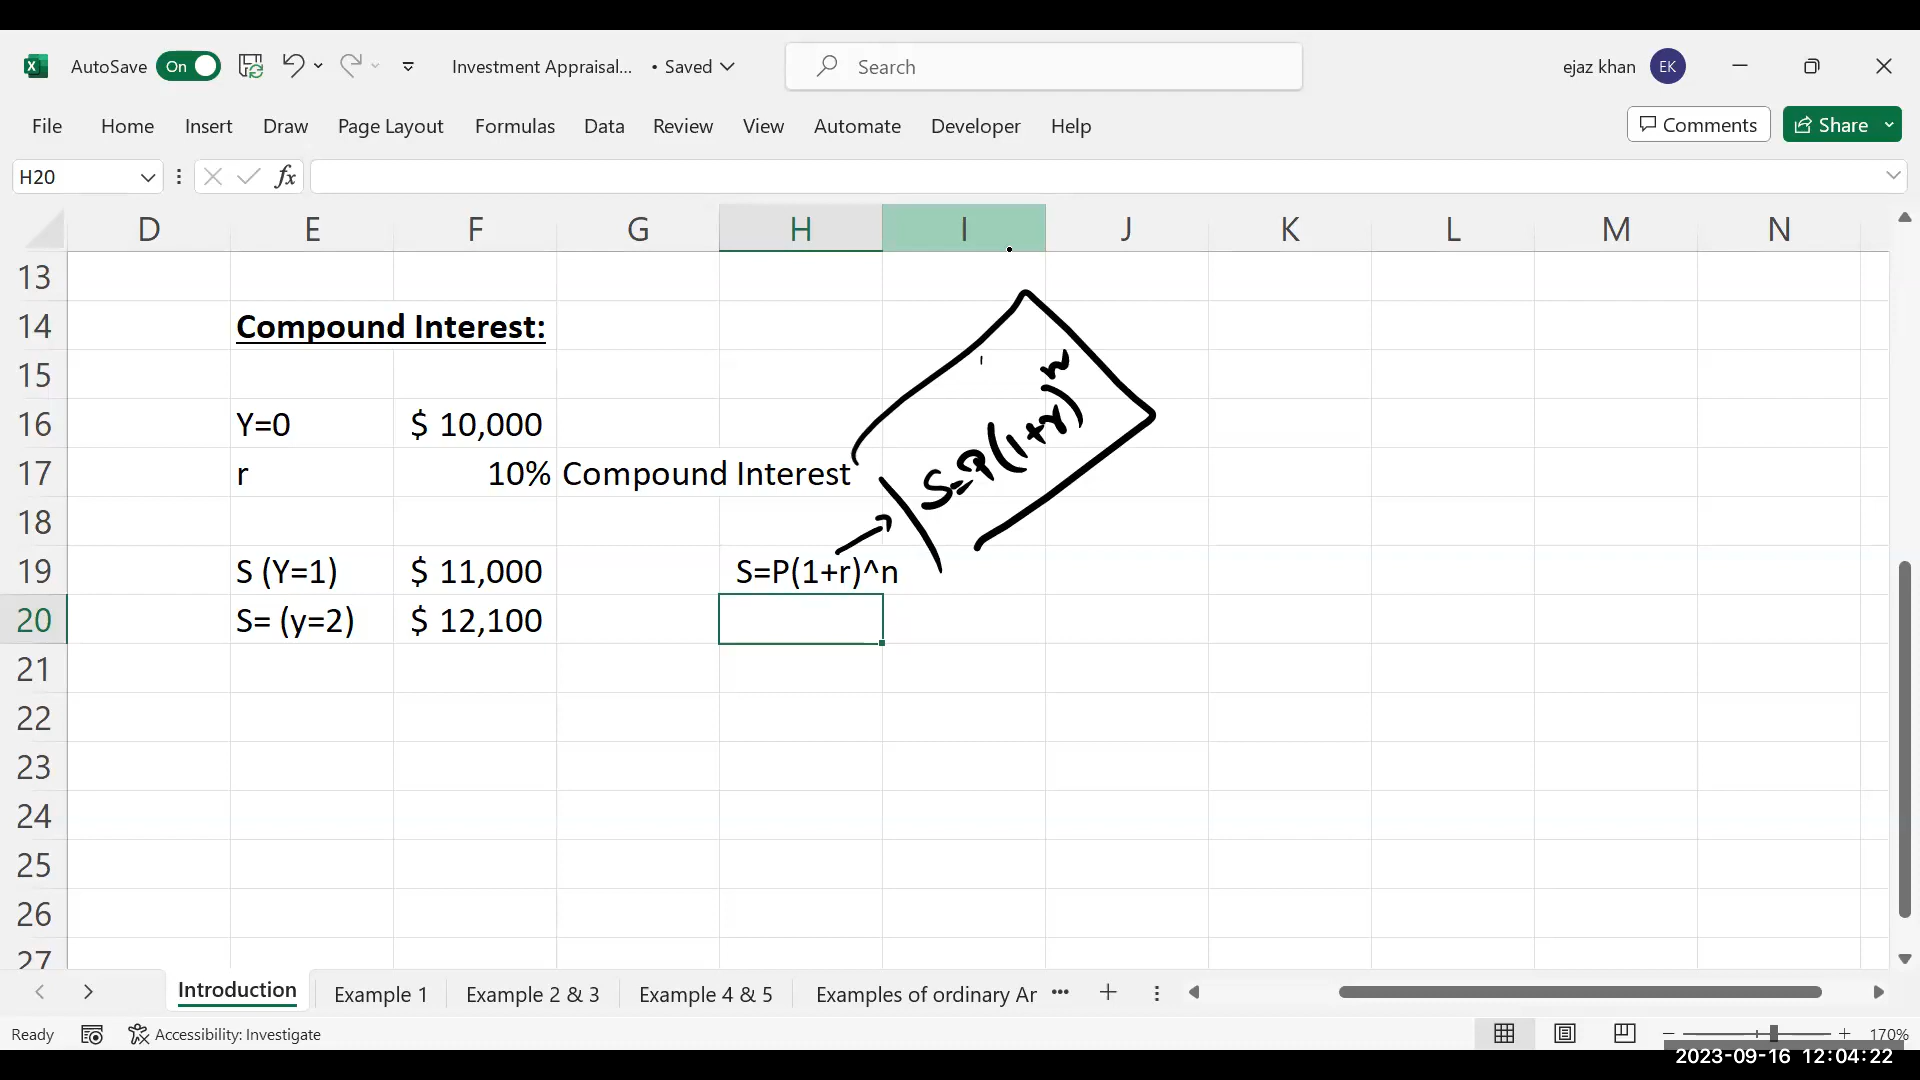 AutoSave On Investment Appraisal... • Saved Search ejaz khan EK
File Home Insert Draw Page Layout Formulas Data Review View Automate Developer Help Comments Share
H20 fx
D E F G H I J K L M N
13
14 Compound Interest:
15
16 Y=0 $ 10,000
17 r 10% Compound Interest
S=P(1+r)^n
18
19 S (Y=1) $ 11,000 S=P(1+r)^n
20 S= (y=2) $ 12,100
21
22
23
24
25
26
27
Introduction Example 1 Example 2 & 3 Example 4 & 5 Examples of ordinary Ar ...
Ready Accessibility: Investigate 170%
2023-09-16 12:04:22